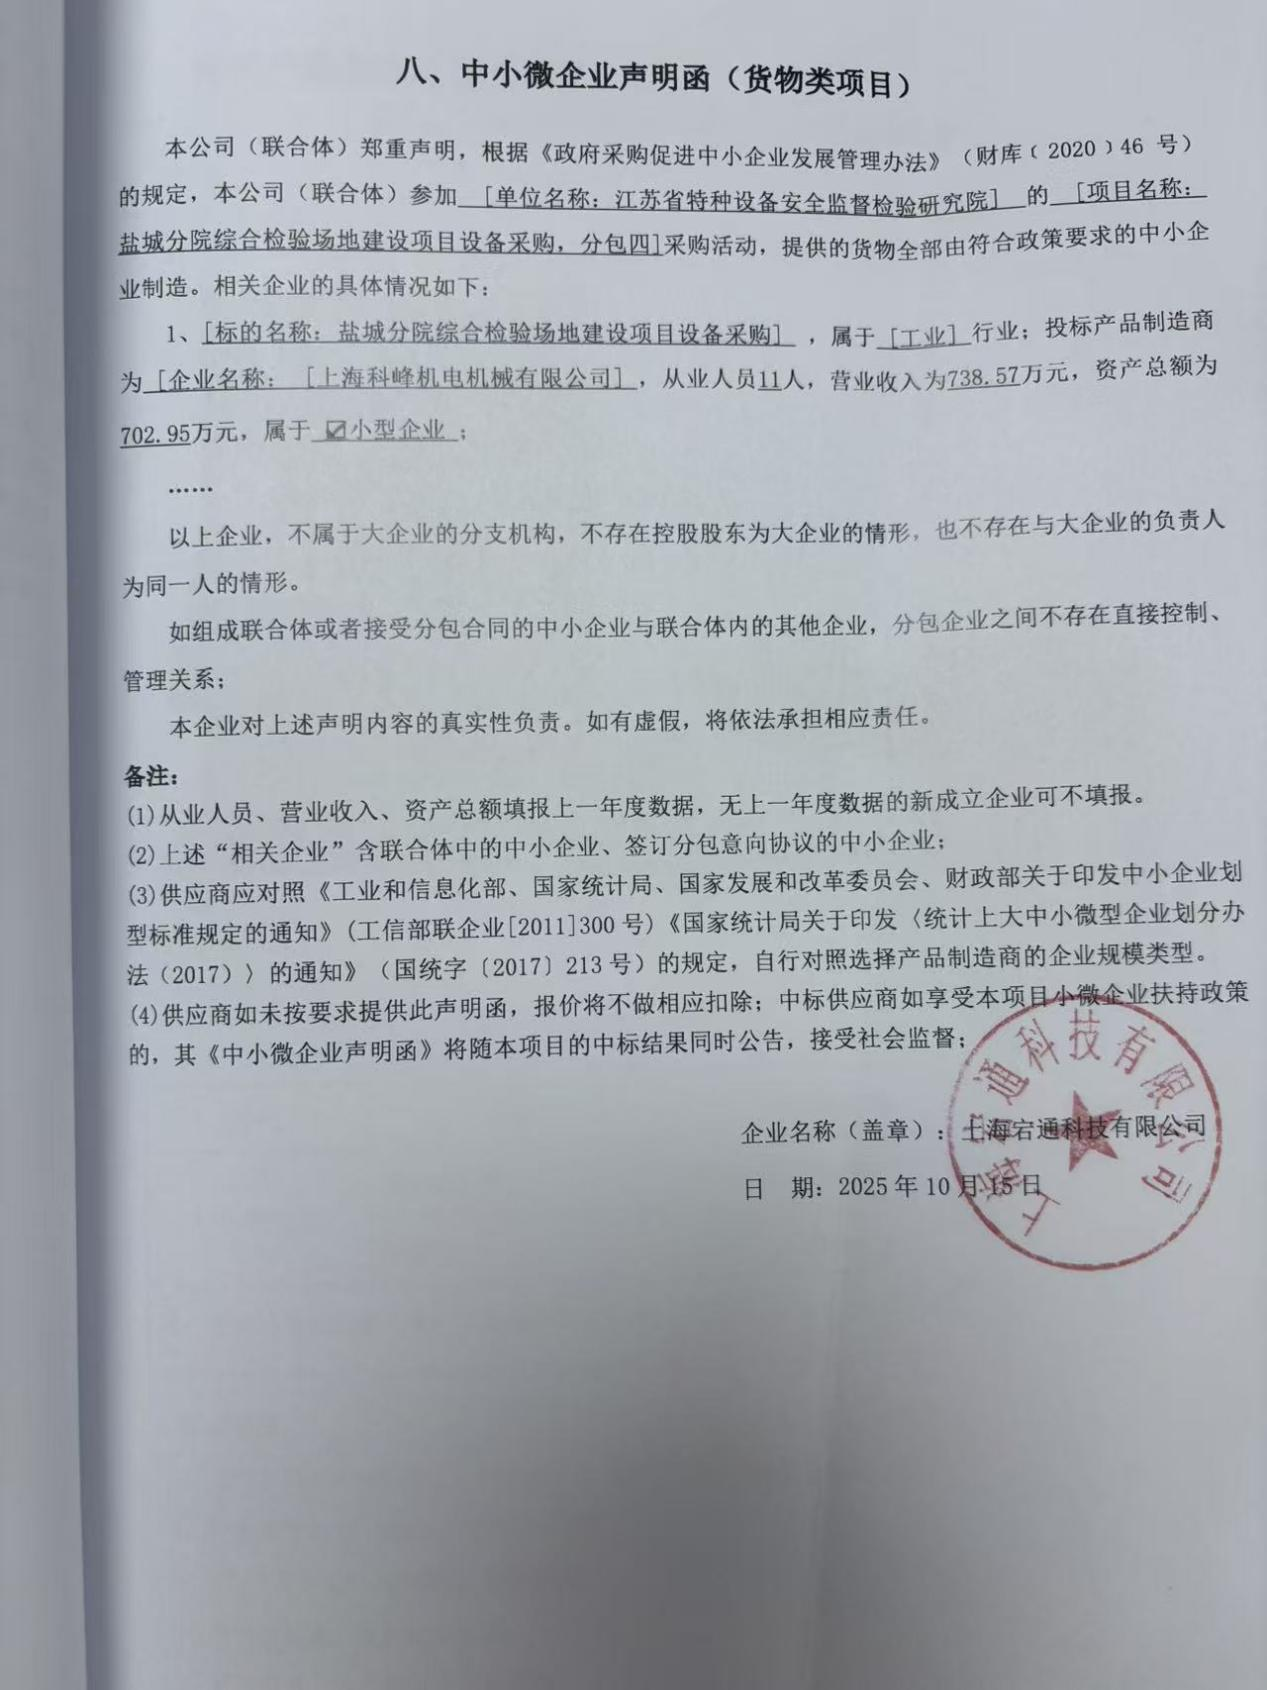 八、中小微企业声明函（货物类项目）
本公司（联合体）郑重声明，根据《政府采购促进中小企业发展管理办法》（财库﹝2020﹞46 号）
的规定，本公司（联合体）参加 [单位名称：江苏省特种设备安全监督检验研究院] 的 [项目名称：
盐城分院综合检验场地建设项目设备采购，分包四]采购活动，提供的货物全部由符合政策要求的中小企
业制造。相关企业的具体情况如下：
1、[标的名称：盐城分院综合检验场地建设项目设备采购] ，属于 [工业] 行业；投标产品制造商
为 [企业名称： [上海科峰机电机械有限公司] ，从业人员11人，营业收入为738.57万元，资产总额为
702.95万元，属于 ☑小型企业 ；
……
以上企业，不属于大企业的分支机构，不存在控股股东为大企业的情形，也不存在与大企业的负责人
为同一人的情形。
如组成联合体或者接受分包合同的中小企业与联合体内的其他企业，分包企业之间不存在直接控制、
管理关系；
本企业对上述声明内容的真实性负责。如有虚假，将依法承担相应责任。
备注：
(1)从业人员、营业收入、资产总额填报上一年度数据，无上一年度数据的新成立企业可不填报。
(2)上述“相关企业”含联合体中的中小企业、签订分包意向协议的中小企业；
(3)供应商应对照《工业和信息化部、国家统计局、国家发展和改革委员会、财政部关于印发中小企业划
型标准规定的通知》(工信部联企业[2011]300 号)《国家统计局关于印发〈统计上大中小微型企业划分办
法（2017）〉的通知》（国统字〔2017〕213 号）的规定，自行对照选择产品制造商的企业规模类型。
(4)供应商如未按要求提供此声明函，报价将不做相应扣除；中标供应商如享受本项目小微企业扶持政策
的，其《中小微企业声明函》将随本项目的中标结果同时公告，接受社会监督；
企业名称（盖章）：上海宕通科技有限公司
日 期：2025 年 10 月 15 日
上海宕通科技有限公司